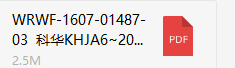 WRWF-1607-01487-
03 科华KHJA6~20...
2.5M
PDF